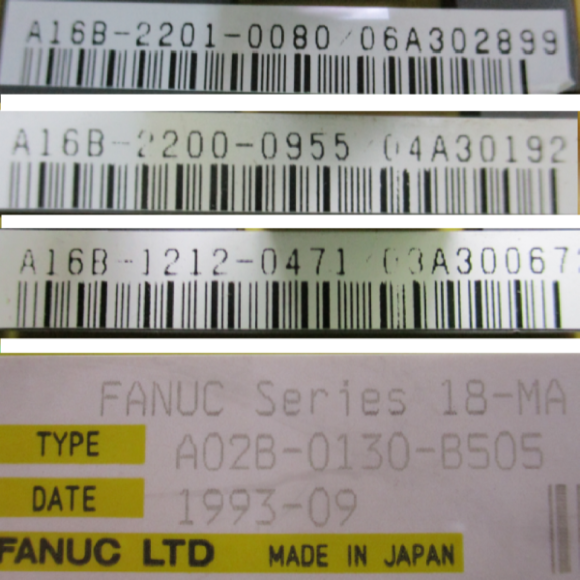 A16B-2201-0080/06A302899
A16B-2200-0955/04A30192
A16B-1212-0471/03A30067
FANUC Series 18-MA
TYPE A02B-0130-B505
DATE 1993-09
FANUC LTD MADE IN JAPAN